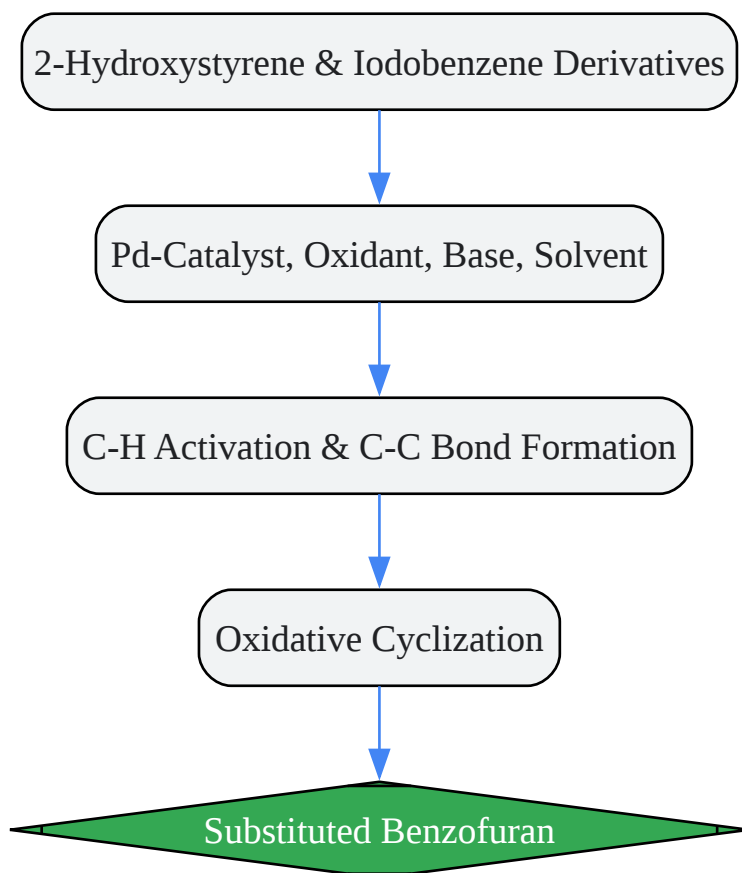 2-Hydroxystyrene & Iodobenzene Derivatives
Pd-Catalyst, Oxidant, Base, Solvent
C-H Activation & C-C Bond Formation
Oxidative Cyclization
Substituted Benzofuran